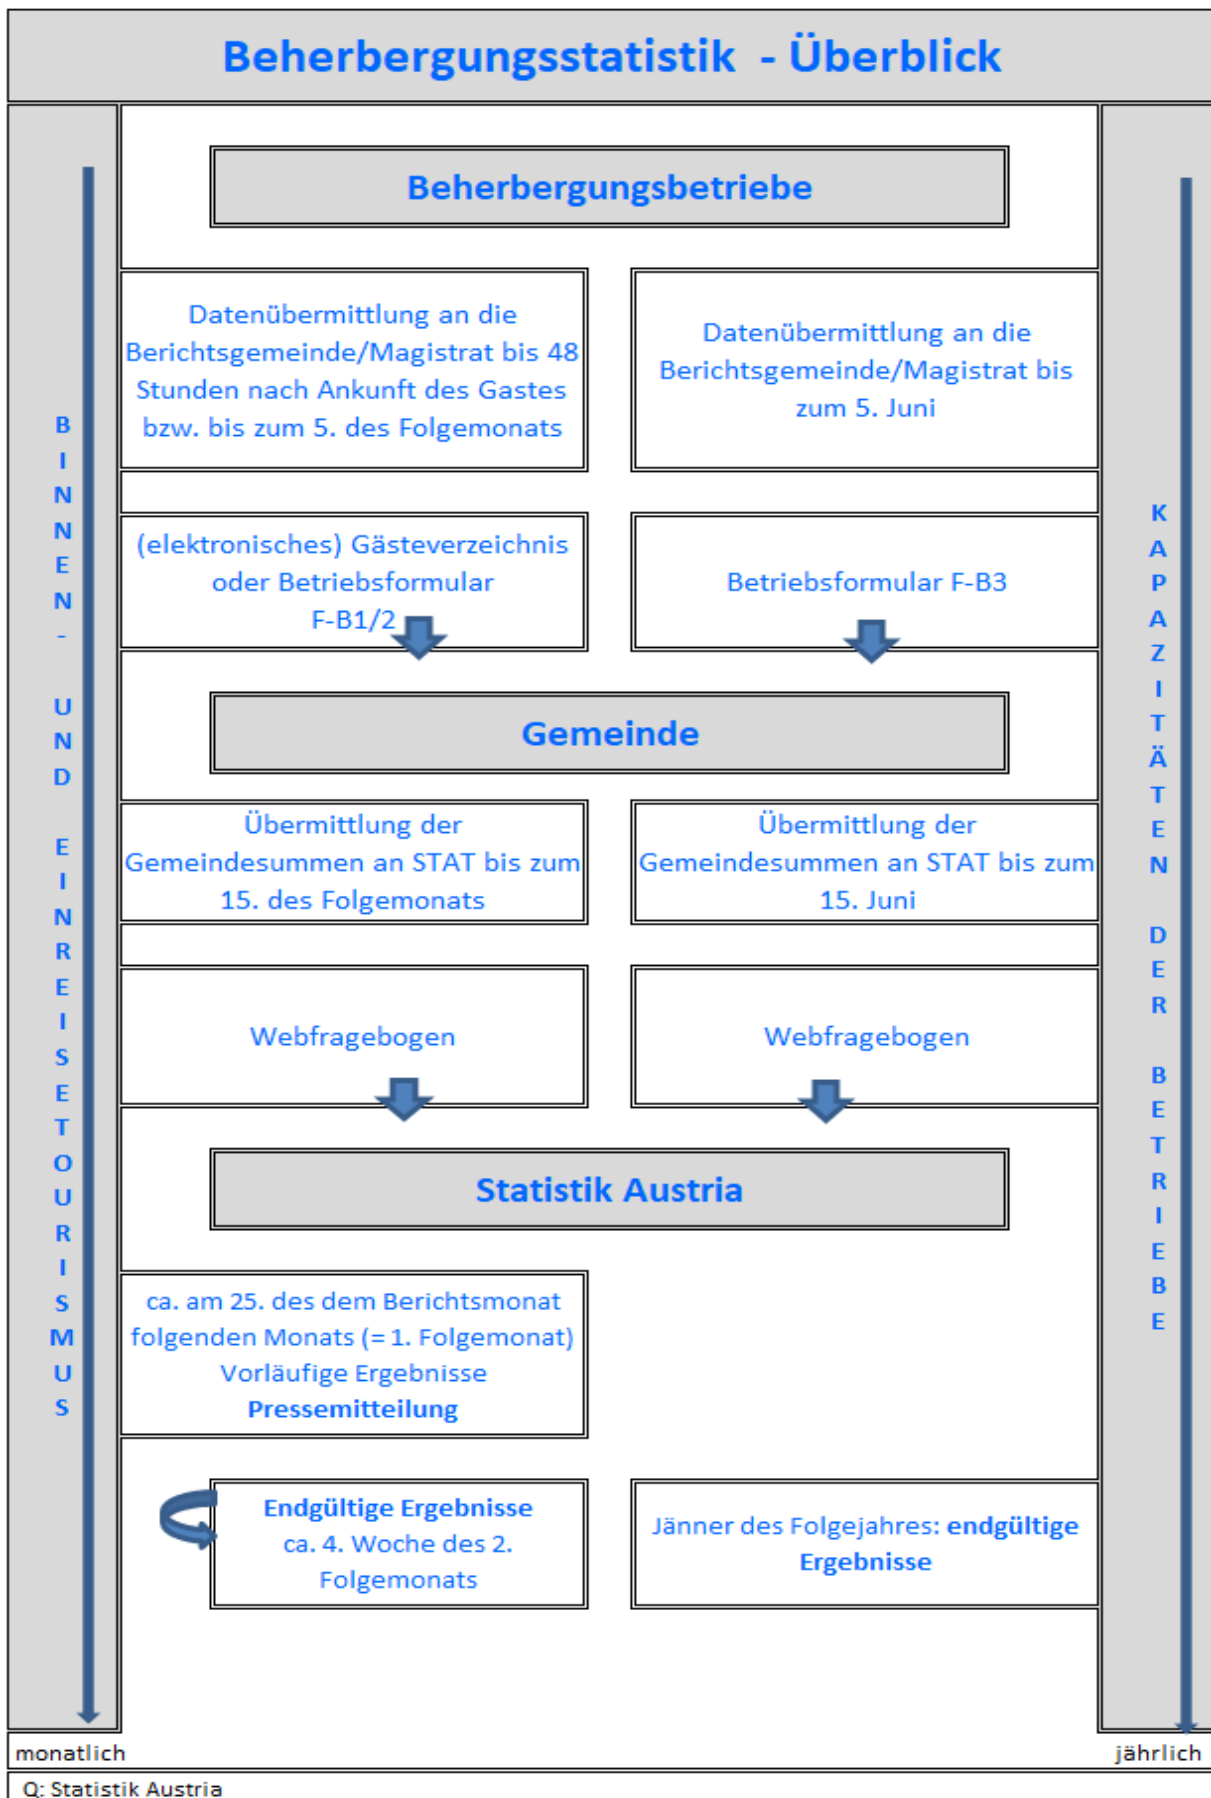 Beherbergungsstatistik - Überblick
Beherbergungsbetriebe
Datenübermittlung an die
Berichtsgemeinde/Magistrat bis 48
Stunden nach Ankunft des Gastes
bzw. bis zum 5. des Folgemonats
Datenübermittlung an die
Berichtsgemeinde/Magistrat bis
zum 5. Juni
(elektronisches) Gästeverzeichnis
oder Betriebsformular
F-B1/2
Betriebsformular F-B3
Gemeinde
Übermittlung der
Gemeindesummen an STAT bis zum
15. des Folgemonats
Übermittlung der
Gemeindesummen an STAT bis zum
15. Juni
Webfragebogen
Webfragebogen
Statistik Austria
ca. am 25. des dem Berichtsmonat
folgenden Monats (= 1. Folgemonat)
Vorläufige Ergebnisse
Pressemitteilung
Endgültige Ergebnisse
ca. 4. Woche des 2.
Folgemonats
Jänner des Folgejahres: endgültige
Ergebnisse
BINNEN- UND EINREISETOURISMUS
KAPAZITÄTEN DER BETRIEBE
monatlich
jährlich
Q: Statistik Austria